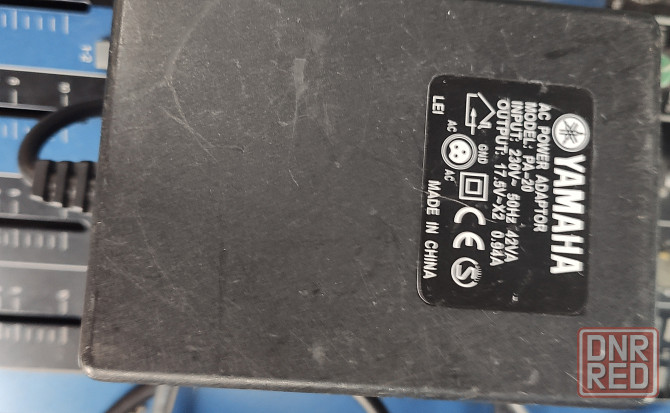 YAMAHA
AC POWER ADAPTOR
MODEL: PA-20
INPUT: 230V~ 50Hz 42VA
OUTPUT: 17.5V~X2 0.94A
GND
AC
AC
CE
S
LEI
MADE IN CHINA
DNR
RED